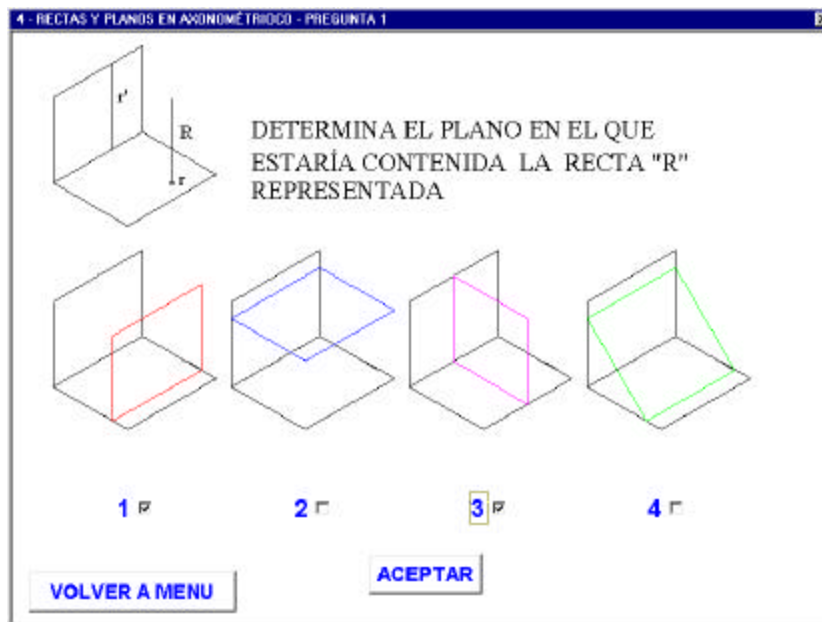 4 - RECTAS Y PLANOS EN AXONOMÉTRIOCO - PREGUNTA 1
r'
R
r
DETERMINA EL PLANO EN EL QUE
ESTARÍA CONTENIDA LA RECTA "R"
REPRESENTADA
1 2 3 4
VOLVER A MENU ACEPTAR